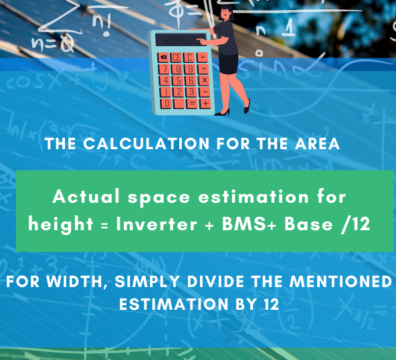 THE CALCULATION FOR THE AREA
Actual space estimation for
height = Inverter + BMS+ Base /12
FOR WIDTH, SIMPLY DIVIDE THE MENTIONED
ESTIMATION BY 12